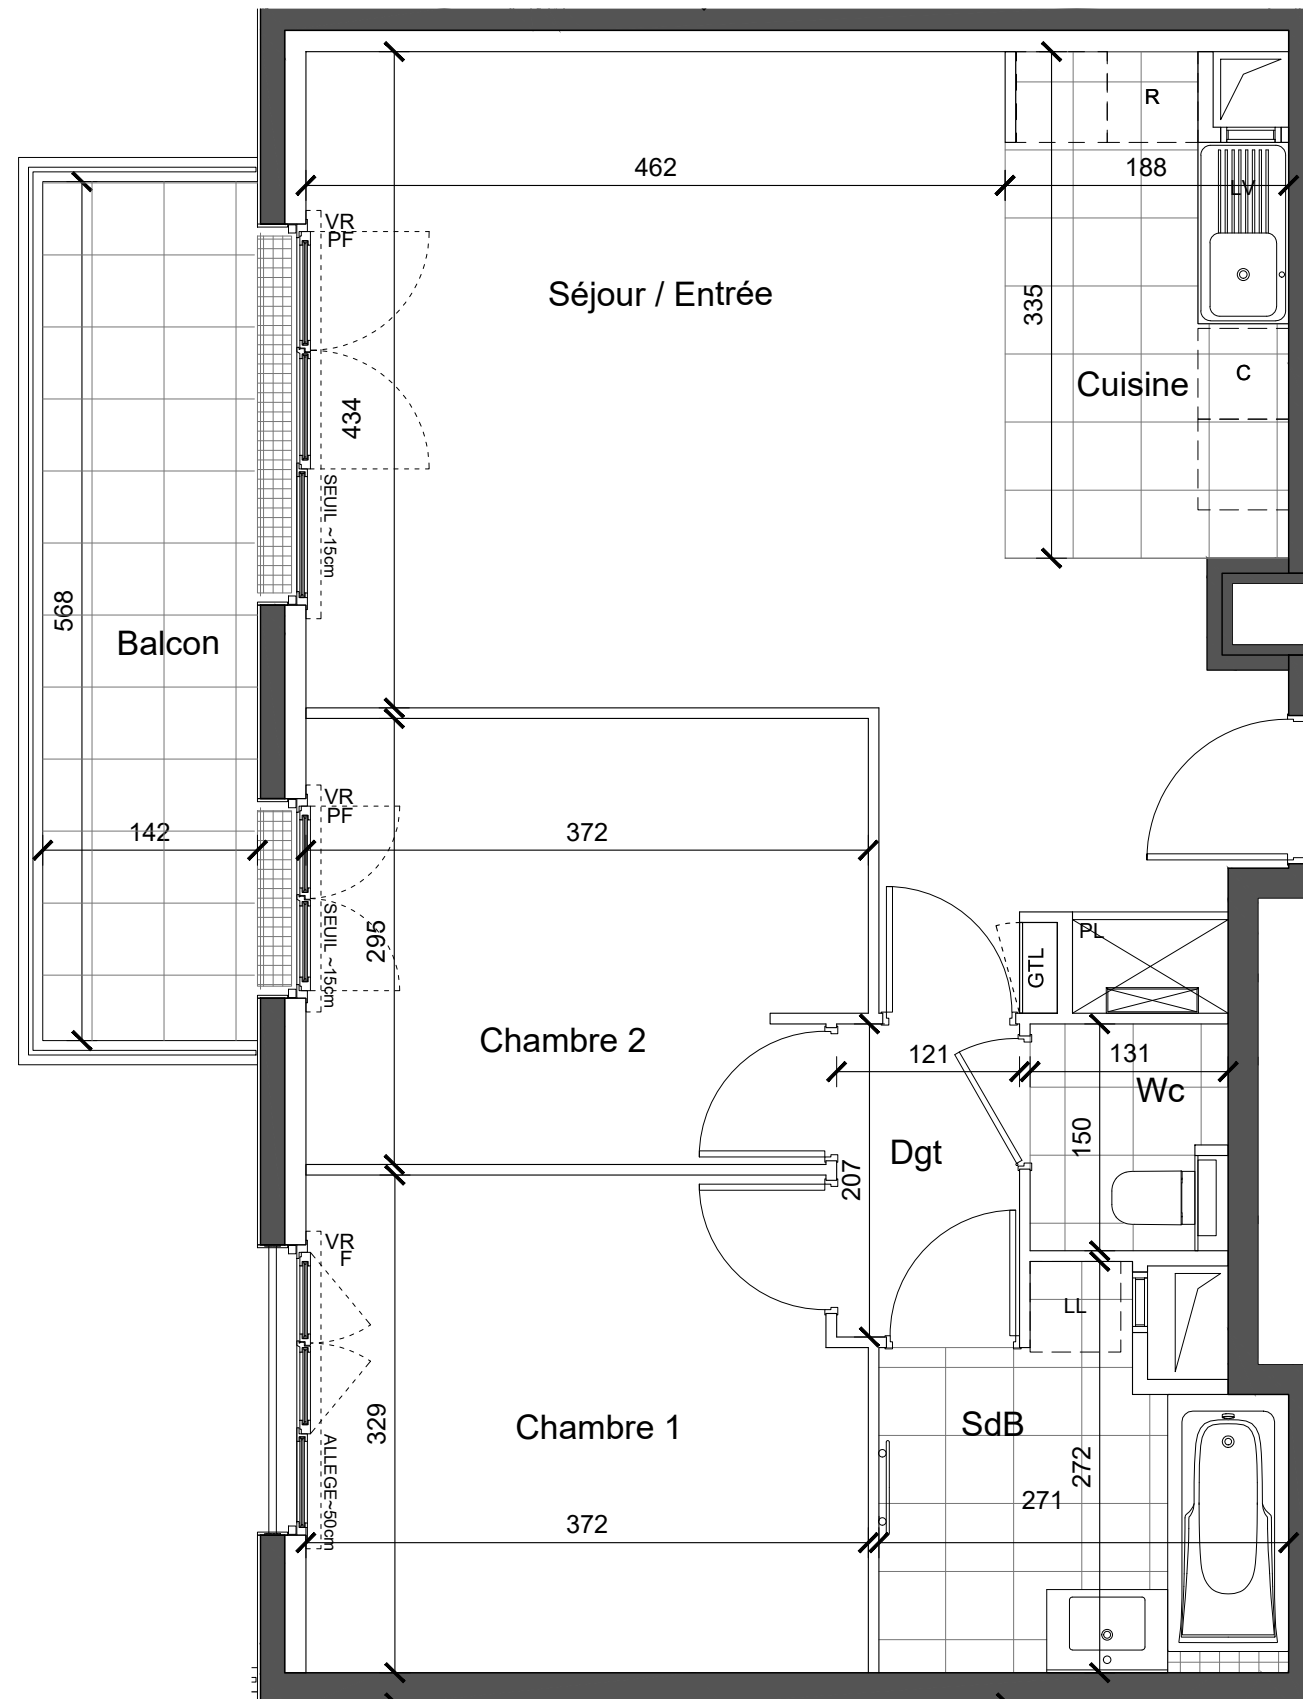 R
462
188
LV
VR
PF
Séjour / Entrée
335
C
Cuisine
434
SEUIL ~15cm
568
Balcon
VR
PF
142
372
SEUIL ~15cm
295
PL
GTL
Chambre 2
121
131
Wc
150
Dgt
207
VR
F
LL
329
ALLEGE~50cm
Chambre 1
SdB
272
271
372